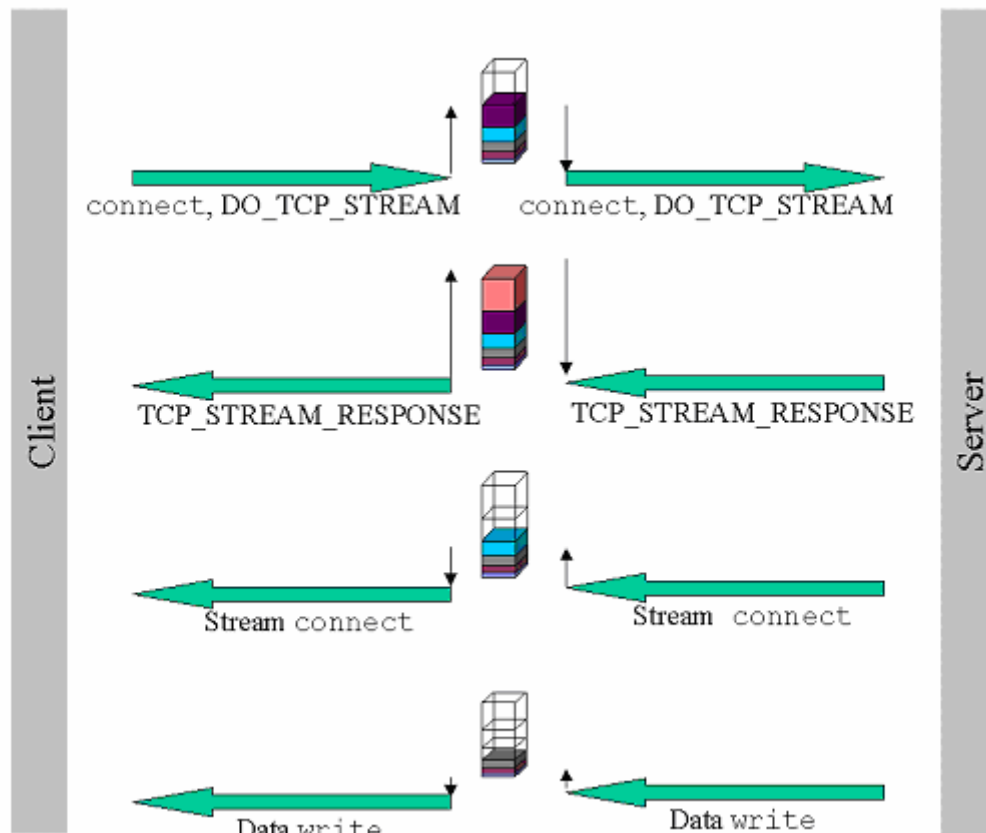 connect, DO_TCP_STREAM
connect, DO_TCP_STREAM
TCP_STREAM_RESPONSE
TCP_STREAM_RESPONSE
Client
Server
Stream connect
Stream connect
Data write
Data write